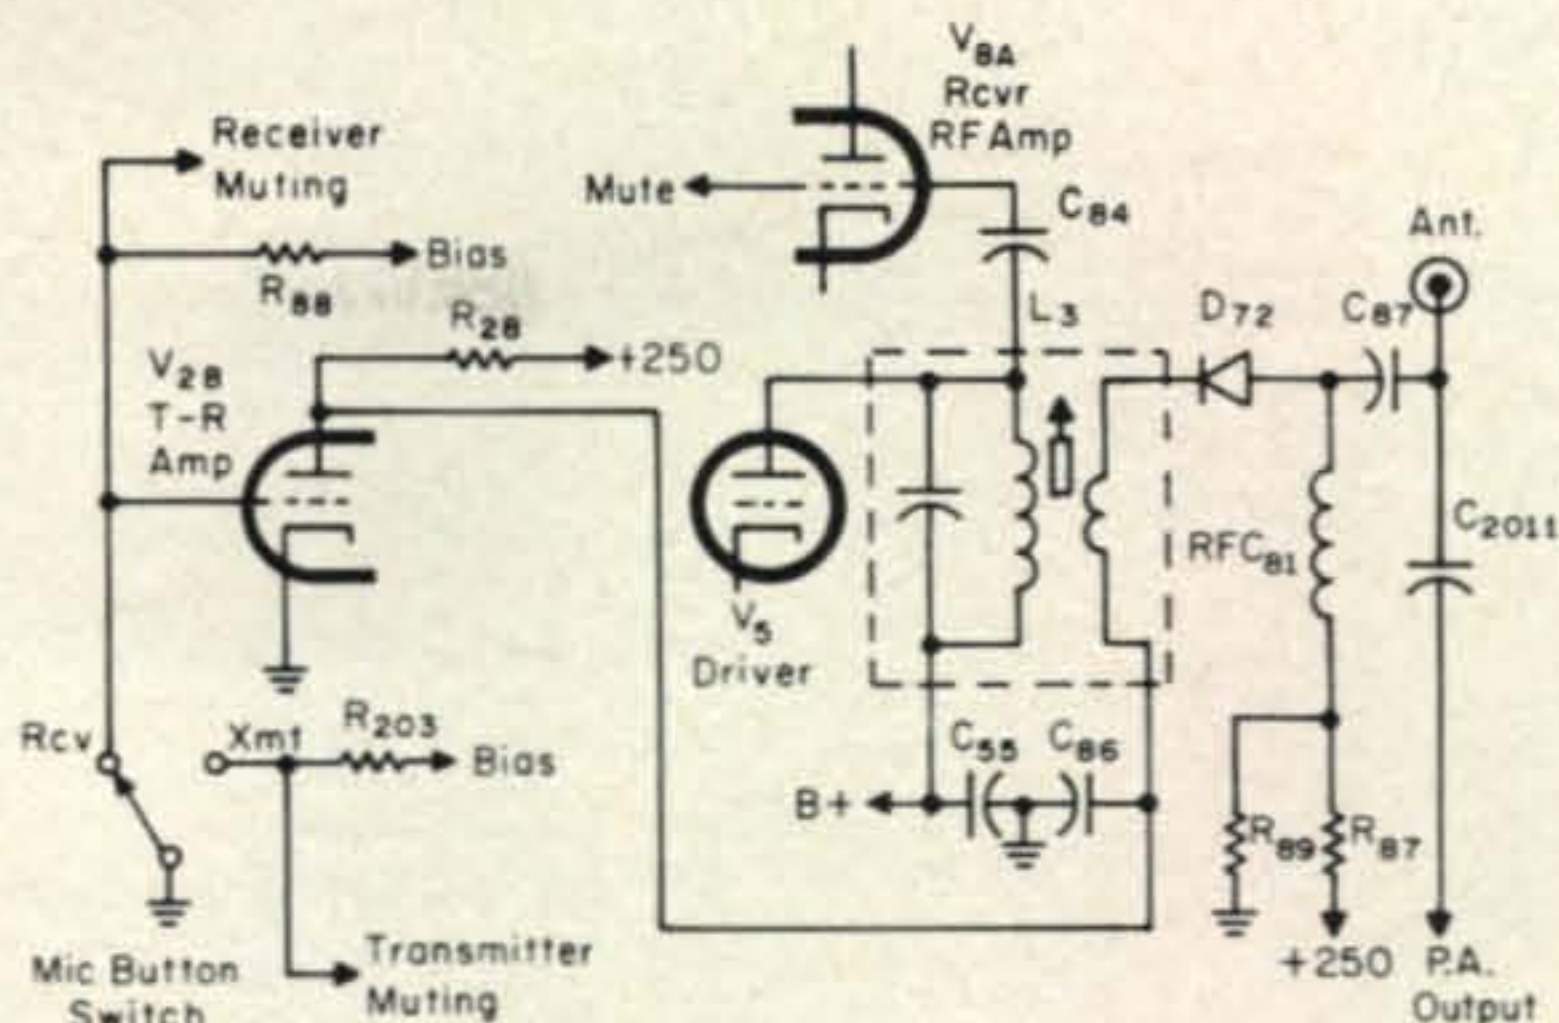 V8A
Rcvr
RF Amp
Receiver
Muting
Mute
C84
Ant.
Bias
R88
R28
+250
L3
D72
C87
V2B
T-R
Amp
V5
Driver
RFC81
C2011
Rcv
Xmt
R203
Bias
C55
C86
B+
R89
R87
+250
P.A.
Output
Mic Button
Switch
Transmitter
Muting